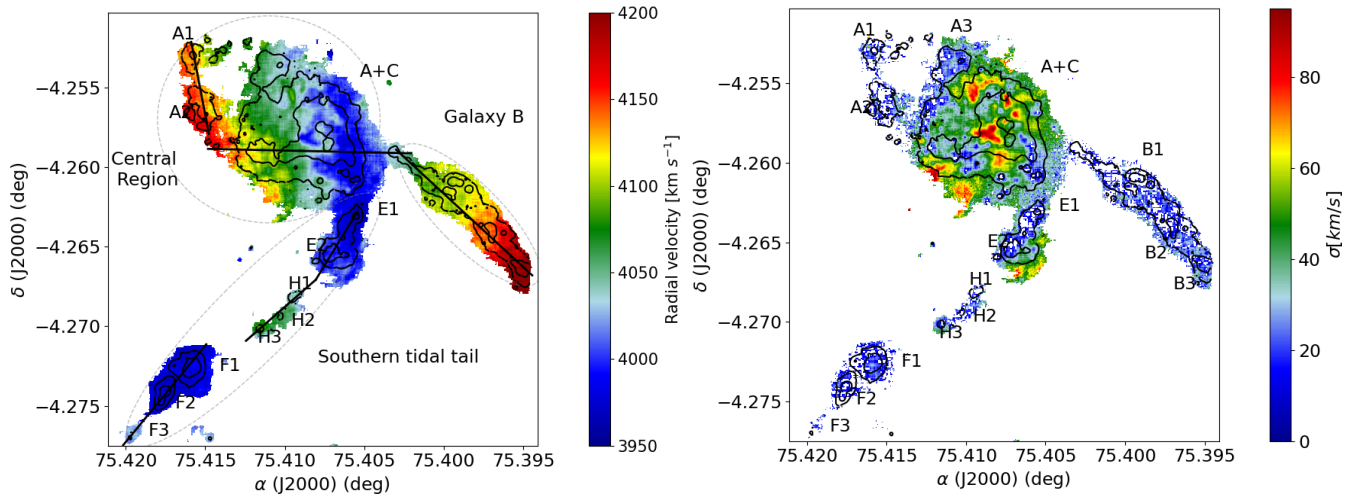 A1
A2
A+C
Galaxy B
Central
Region
E1
E2
H1
H2
H3
Southern tidal tail
F1
F2
F3
−4.255
−4.260
−4.265
−4.270
−4.275
δ (J2000) (deg)
75.420 75.415 75.410 75.405 75.400 75.395
α (J2000) (deg)
4200
4150
4100
4050
4000
3950
Radial velocity [km s⁻¹]
A1
A3
A2
A+C
B1
E1
E2
B2
B3
H1
H2
H3
F1
F2
F3
−4.255
−4.260
−4.265
−4.270
−4.275
δ (J2000) (deg)
75.420 75.415 75.410 75.405 75.400 75.395
α (J2000) (deg)
80
60
40
20
0
σ[km/s]